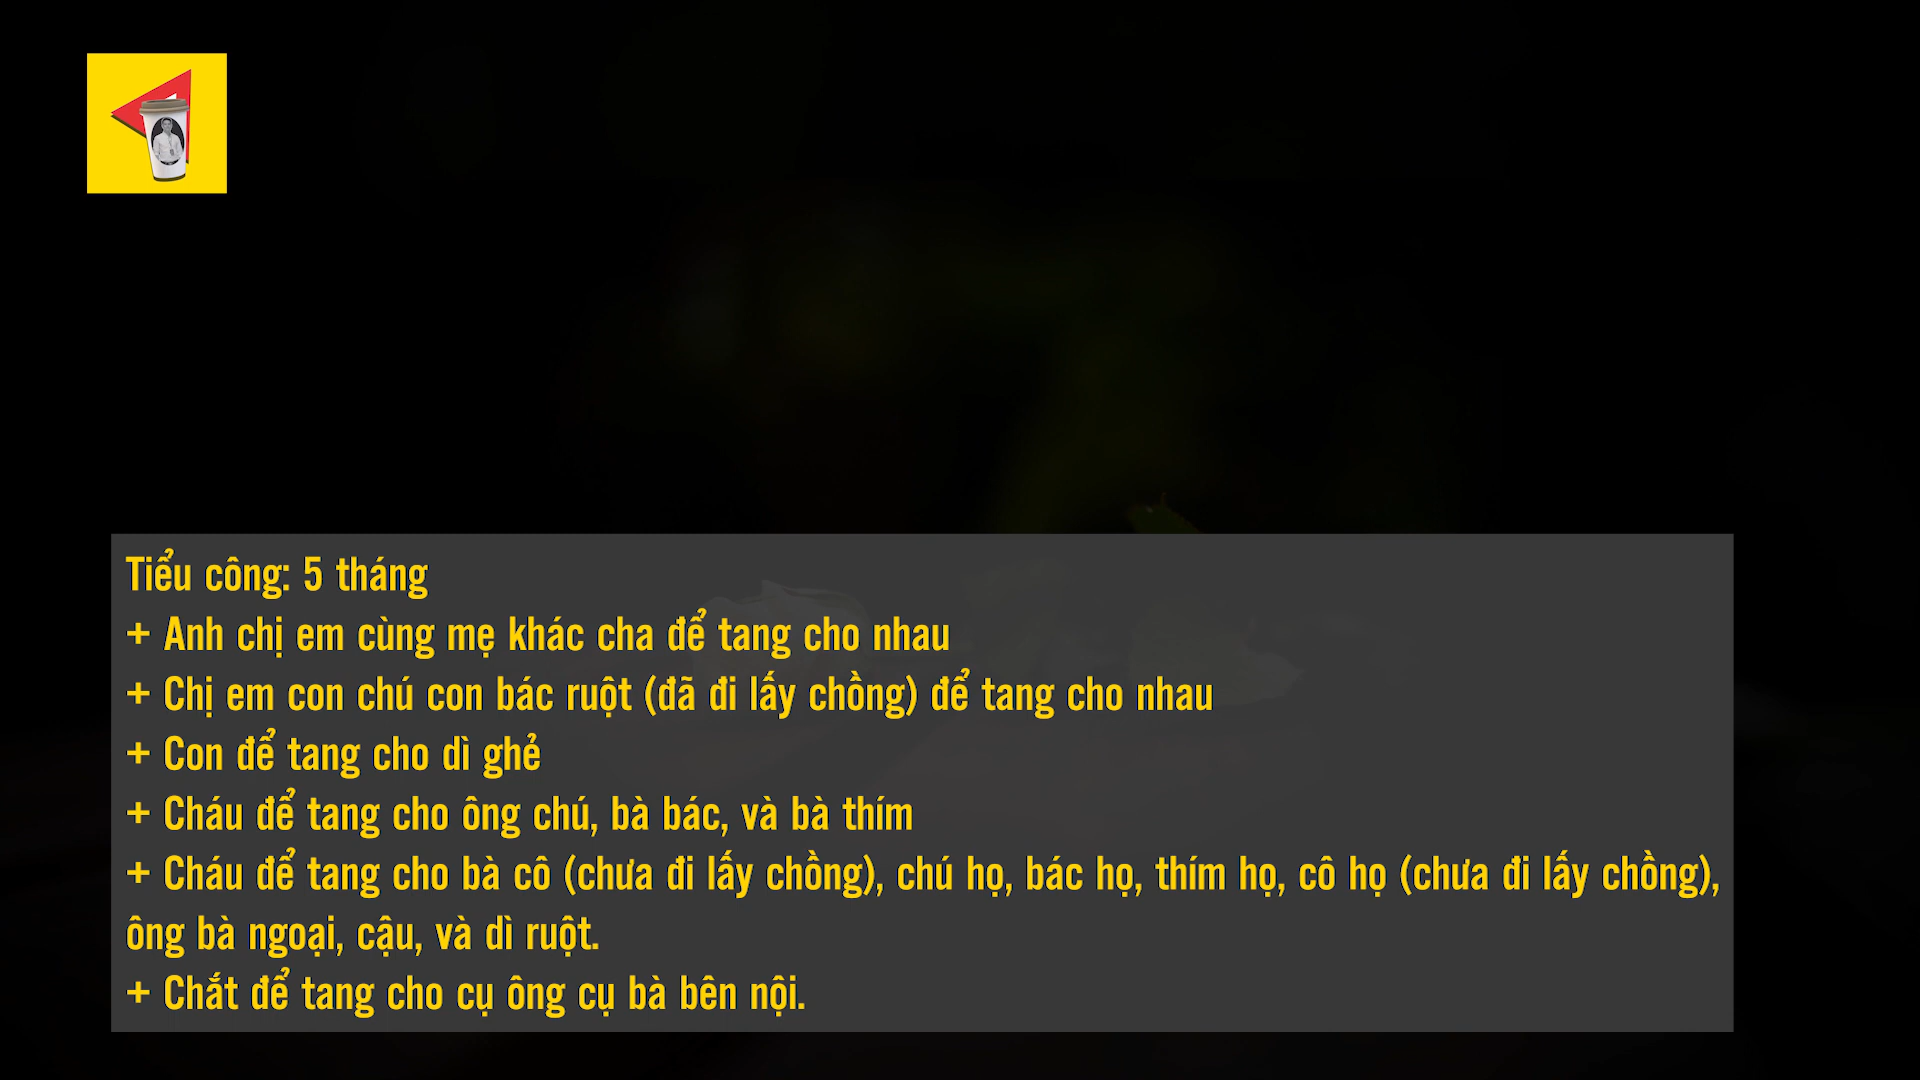 Tiểu công: 5 tháng
+ Anh chị em cùng mẹ khác cha để tang cho nhau
+ Chị em con chú con bác ruột (đã đi lấy chồng) để tang cho nhau
+ Con để tang cho dì ghẻ
+ Cháu để tang cho ông chú, bà bác, và bà thím
+ Cháu để tang cho bà cô (chưa đi lấy chồng), chú họ, bác họ, thím họ, cô họ (chưa đi lấy chồng),
ông bà ngoại, cậu, và dì ruột.
+ Chắt để tang cho cụ ông cụ bà bên nội.